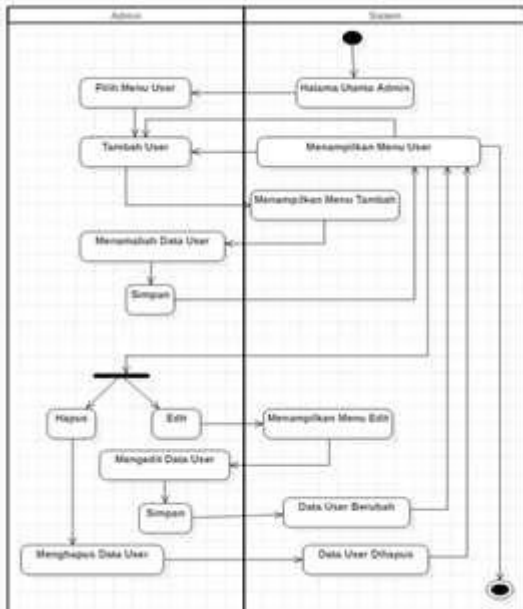 Admin
Sistem
Pilih Menu User
Halama Utama Admin
Tambah User
Menampilkan Menu User
Menampilkan Menu Tambah
Menamabah Data User
Simpan
Hapus
Edit
Menampilkan Menu Edit
Mengedit Data User
Simpan
Data User Berubah
Menghapus Data User
Data User Dihapus